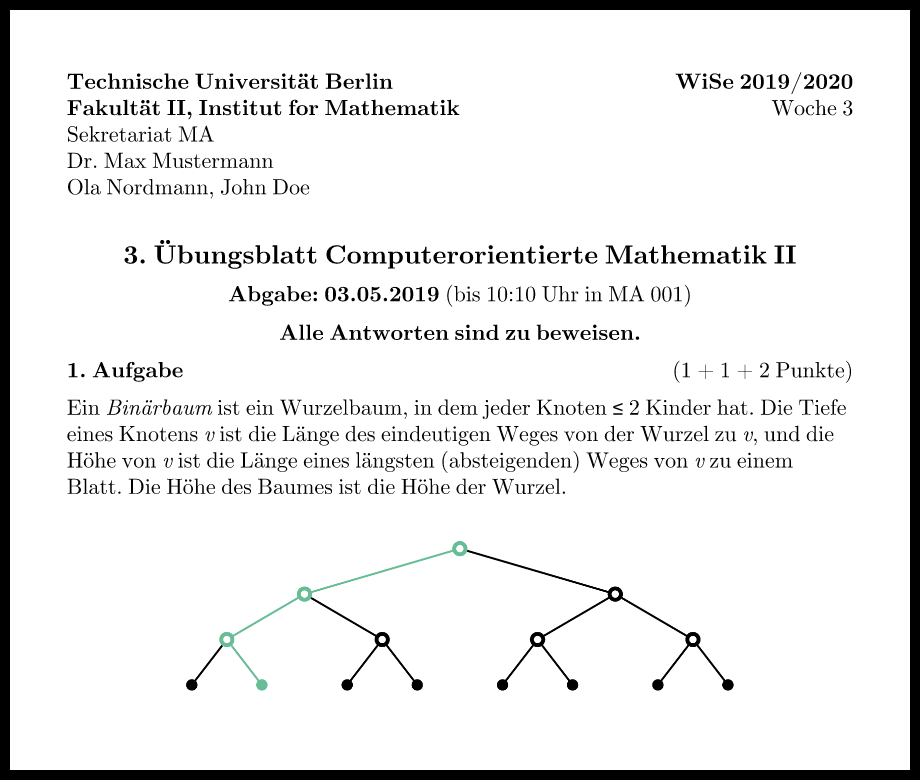 Technische Universität Berlin WiSe 2019/2020
Fakultät II, Institut for Mathematik Woche 3
Sekretariat MA
Dr. Max Mustermann
Ola Nordmann, John Doe
3. Übungsblatt Computerorientierte Mathematik II
Abgabe: 03.05.2019 (bis 10:10 Uhr in MA 001)
Alle Antworten sind zu beweisen.
1. Aufgabe (1 + 1 + 2 Punkte)
Ein Binärbaum ist ein Wurzelbaum, in dem jeder Knoten ≤ 2 Kinder hat. Die Tiefe
eines Knotens v ist die Länge des eindeutigen Weges von der Wurzel zu v, und die
Höhe von v ist die Länge eines längsten (absteigenden) Weges von v zu einem
Blatt. Die Höhe des Baumes ist die Höhe der Wurzel.